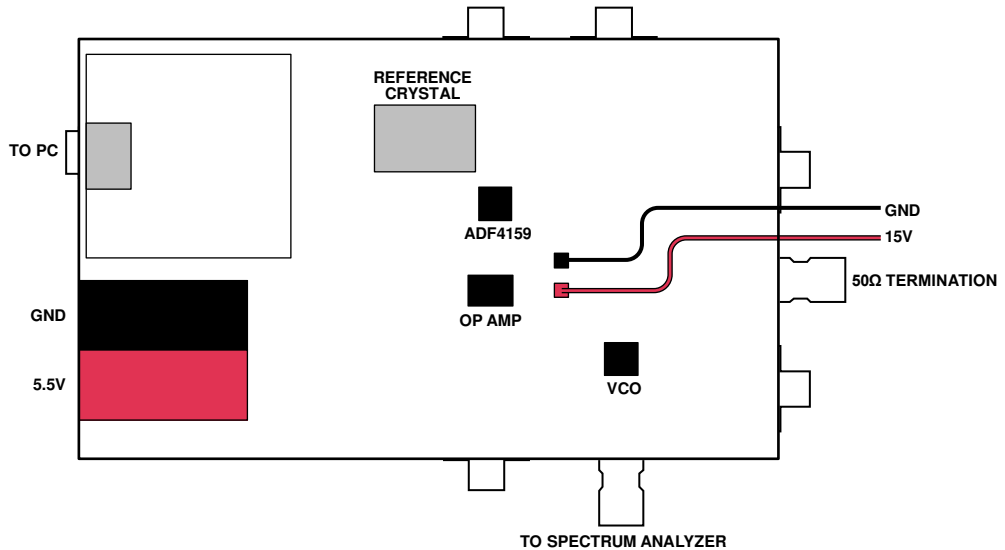 REFERENCE
CRYSTAL
TO PC
ADF4159
GND
15V
50Ω TERMINATION
OP AMP
GND
5.5V
VCO
TO SPECTRUM ANALYZER